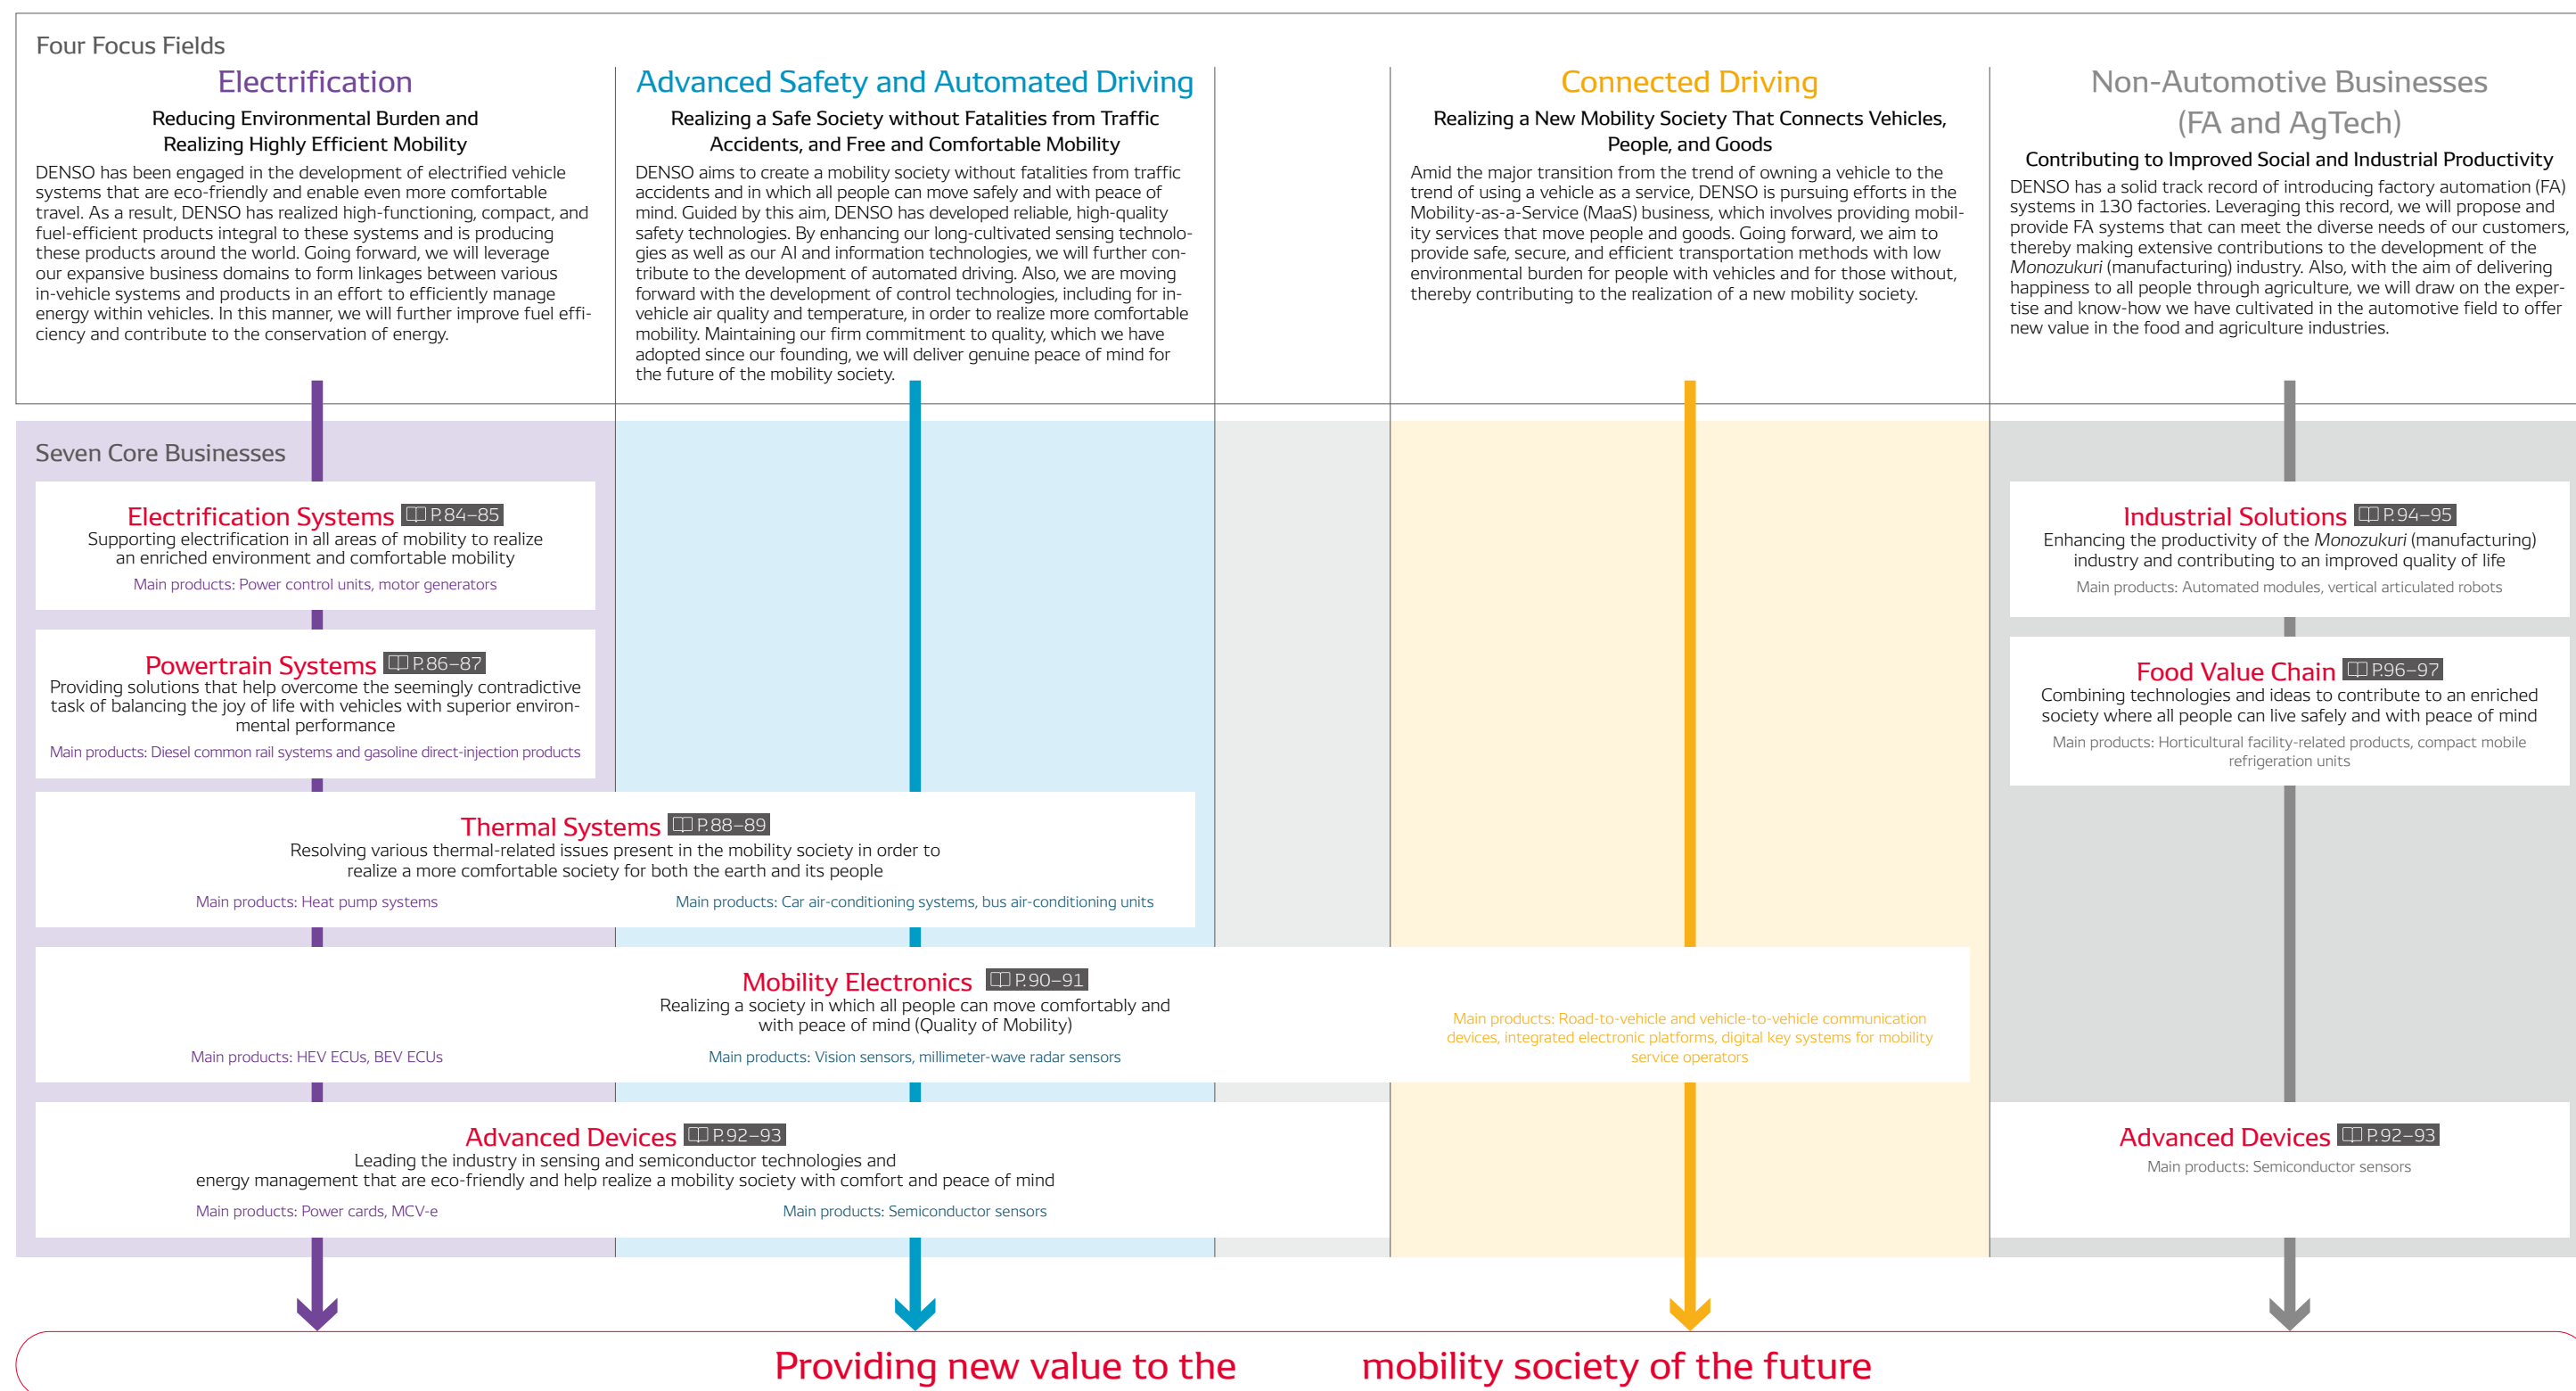 Four Focus Fields
Electrification
Reducing Environmental Burden and
Realizing Highly Efficient Mobility
DENSO has been engaged in the development of electrified vehicle
systems that are eco-friendly and enable even more comfortable
travel. As a result, DENSO has realized high-functioning, compact, and
fuel-efficient products integral to these systems and is producing
these products around the world. Going forward, we will leverage
our expansive business domains to form linkages between various
in-vehicle systems and products in an effort to efficiently manage
energy within vehicles. In this manner, we will further improve fuel effi-
ciency and contribute to the conservation of energy.
Advanced Safety and Automated Driving
Realizing a Safe Society without Fatalities from Traffic
Accidents, and Free and Comfortable Mobility
DENSO aims to create a mobility society without fatalities from traffic
accidents and in which all people can move safely and with peace of
mind. Guided by this aim, DENSO has developed reliable, high-quality
safety technologies. By enhancing our long-cultivated sensing technolo-
gies as well as our AI and information technologies, we will further con-
tribute to the development of automated driving. Also, we are moving
forward with the development of control technologies, including for in-
vehicle air quality and temperature, in order to realize more comfortable
mobility. Maintaining our firm commitment to quality, which we have
adopted since our founding, we will deliver genuine peace of mind for
the future of the mobility society.
Connected Driving
Realizing a New Mobility Society That Connects Vehicles,
People, and Goods
Amid the major transition from the trend of owning a vehicle to the
trend of using a vehicle as a service, DENSO is pursuing efforts in the
Mobility-as-a-Service (MaaS) business, which involves providing mobil-
ity services that move people and goods. Going forward, we aim to
provide safe, secure, and efficient transportation methods with low
environmental burden for people with vehicles and for those without,
thereby contributing to the realization of a new mobility society.
Non-Automotive Businesses
(FA and AgTech)
Contributing to Improved Social and Industrial Productivity
DENSO has a solid track record of introducing factory automation (FA)
systems in 130 factories. Leveraging this record, we will propose and
provide FA systems that can meet the diverse needs of our customers,
thereby making extensive contributions to the development of the
Monozukuri (manufacturing) industry. Also, with the aim of delivering
happiness to all people through agriculture, we will draw on the exper-
tise and know-how we have cultivated in the automotive field to offer
new value in the food and agriculture industries.
Seven Core Businesses
Electrification Systems P.84–85
Supporting electrification in all areas of mobility to realize
an enriched environment and comfortable mobility
Main products: Power control units, motor generators
Powertrain Systems P.86–87
Providing solutions that help overcome the seemingly contradictive
task of balancing the joy of life with vehicles with superior environ-
mental performance
Main products: Diesel common rail systems and gasoline direct-injection products
Industrial Solutions P.94–95
Enhancing the productivity of the Monozukuri (manufacturing)
industry and contributing to an improved quality of life
Main products: Automated modules, vertical articulated robots
Food Value Chain P.96–97
Combining technologies and ideas to contribute to an enriched
society where all people can live safely and with peace of mind
Main products: Horticultural facility-related products, compact mobile
refrigeration units
Thermal Systems P.88–89
Resolving various thermal-related issues present in the mobility society in order to
realize a more comfortable society for both the earth and its people
Main products: Heat pump systems
Main products: Car air-conditioning systems, bus air-conditioning units
Mobility Electronics P.90–91
Realizing a society in which all people can move comfortably and
with peace of mind (Quality of Mobility)
Main products: HEV ECUs, BEV ECUs
Main products: Vision sensors, millimeter-wave radar sensors
Main products: Road-to-vehicle and vehicle-to-vehicle communication
devices, integrated electronic platforms, digital key systems for mobility
service operators
Advanced Devices P.92–93
Leading the industry in sensing and semiconductor technologies and
energy management that are eco-friendly and help realize a mobility society with comfort and peace of mind
Main products: Power cards, MCV-e
Main products: Semiconductor sensors
Advanced Devices P.92–93
Main products: Semiconductor sensors
Providing new value to the mobility society of the future